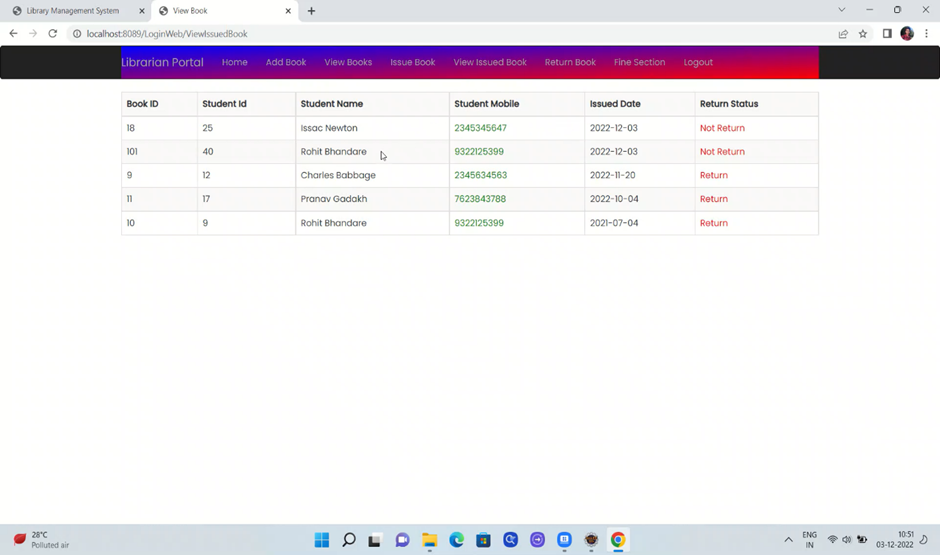 Library Management System
View Book
localhost:8089/LoginWeb/ViewIssuedBook
Librarian Portal Home Add Book View Books Issue Book View Issued Book Return Book Fine Section Logout
Book ID Student Id Student Name Student Mobile Issued Date Return Status
18 25 Issac Newton 2345345647 2022-12-03 Not Return
101 40 Rohit Bhandare 9322125399 2022-12-03 Not Return
9 12 Charles Babbage 2345634563 2022-11-20 Return
11 17 Pranav Gadakh 7623843788 2022-10-04 Return
10 9 Rohit Bhandare 9322125399 2021-07-04 Return
28°C
Polluted air
ENG
IN
10:51
03-12-2022